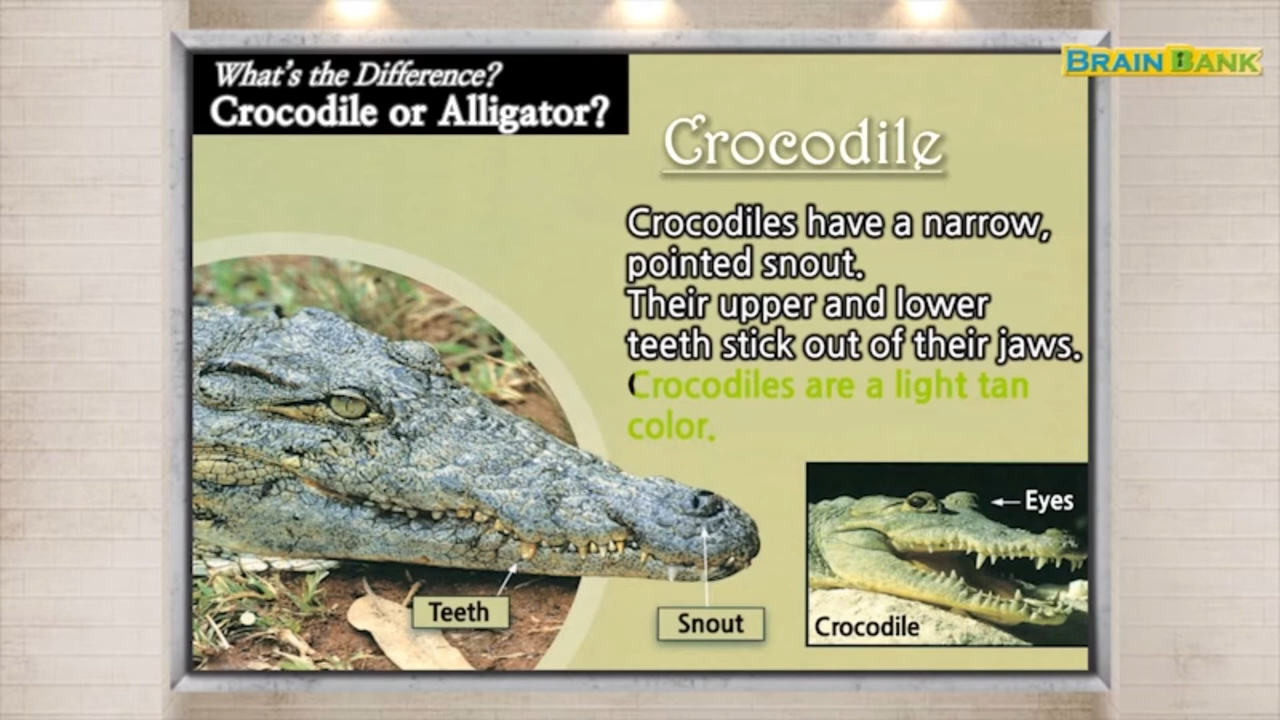 What's the Difference?
Crocodile or Alligator?
BRAIN BANK
Crocodile
Crocodiles have a narrow,
pointed snout.
Their upper and lower
teeth stick out of their jaws.
Crocodiles are a light tan
color.
Eyes
Teeth
Snout
Crocodile